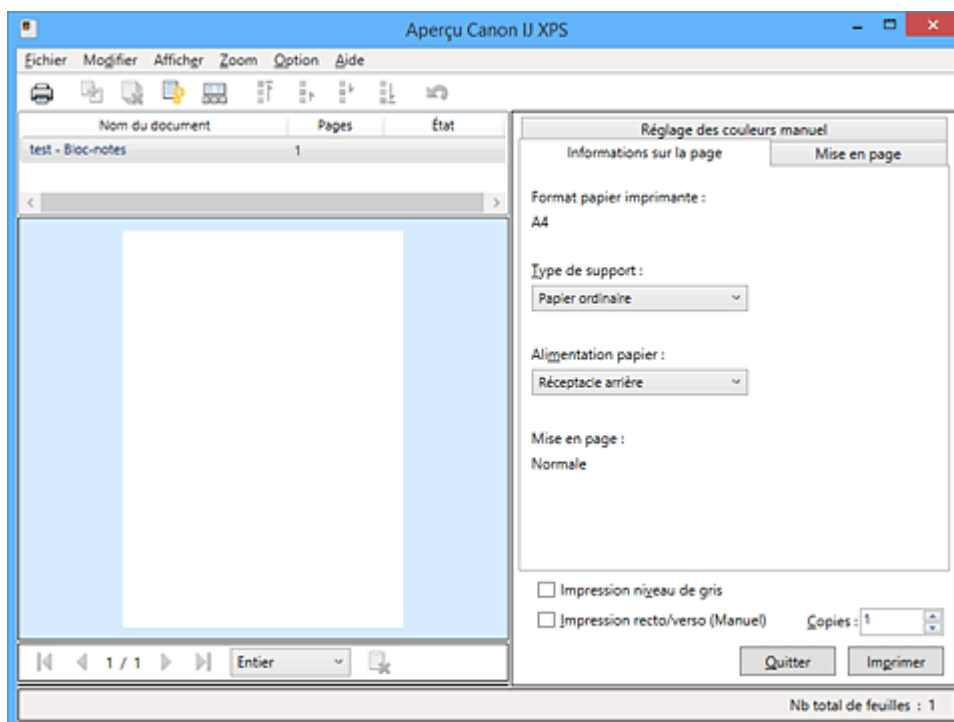 Aperçu Canon IJ XPS
Fichier Modifier Afficher Zoom Option Aide
Nom du document Pages État
test - Bloc-notes 1
Réglage des couleurs manuel
Informations sur la page Mise en page
Format papier imprimante :
A4
Type de support :
Papier ordinaire
Alimentation papier :
Réceptacle arrière
Mise en page :
Normale
Impression niveau de gris
Impression recto/verso (Manuel) Copies : 1
1 / 1 Entier
Quitter Imprimer
Nb total de feuilles : 1